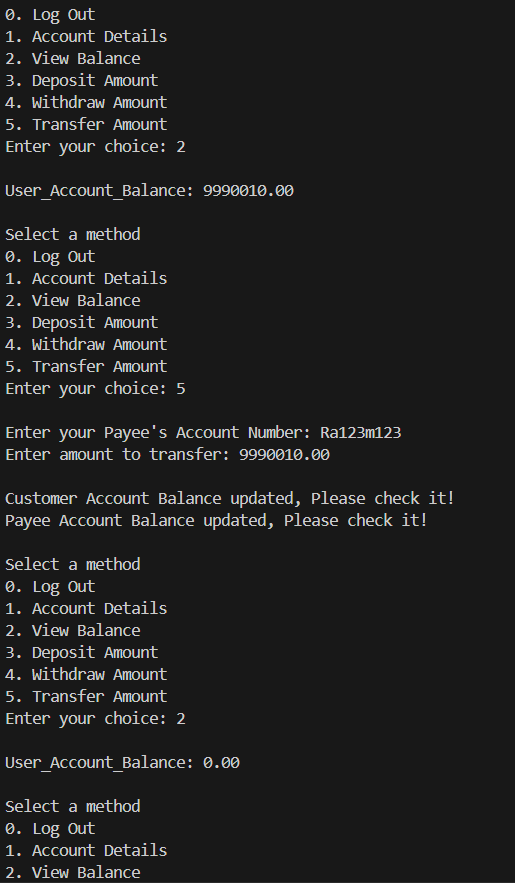 0. Log Out
1. Account Details
2. View Balance
3. Deposit Amount
4. Withdraw Amount
5. Transfer Amount
Enter your choice: 2
User_Account_Balance: 9990010.00
Select a method
0. Log Out
1. Account Details
2. View Balance
3. Deposit Amount
4. Withdraw Amount
5. Transfer Amount
Enter your choice: 5
Enter your Payee's Account Number: Ra123m123
Enter amount to transfer: 9990010.00
Customer Account Balance updated, Please check it!
Payee Account Balance updated, Please check it!
Select a method
0. Log Out
1. Account Details
2. View Balance
3. Deposit Amount
4. Withdraw Amount
5. Transfer Amount
Enter your choice: 2
User_Account_Balance: 0.00
Select a method
0. Log Out
1. Account Details
2. View Balance